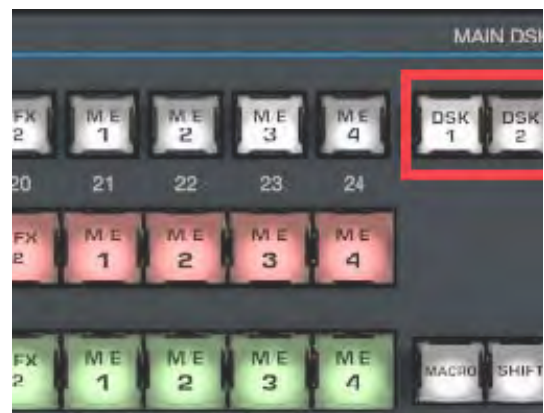 MAIN DSK
FX 2 M E 1 M E 2 M E 3 M E 4 DSK 1 DSK 2
20 21 22 23 24
FX 2 M E 1 M E 2 M E 3 M E 4
FX 2 M E 1 M E 2 M E 3 M E 4 MACRO SHIFT